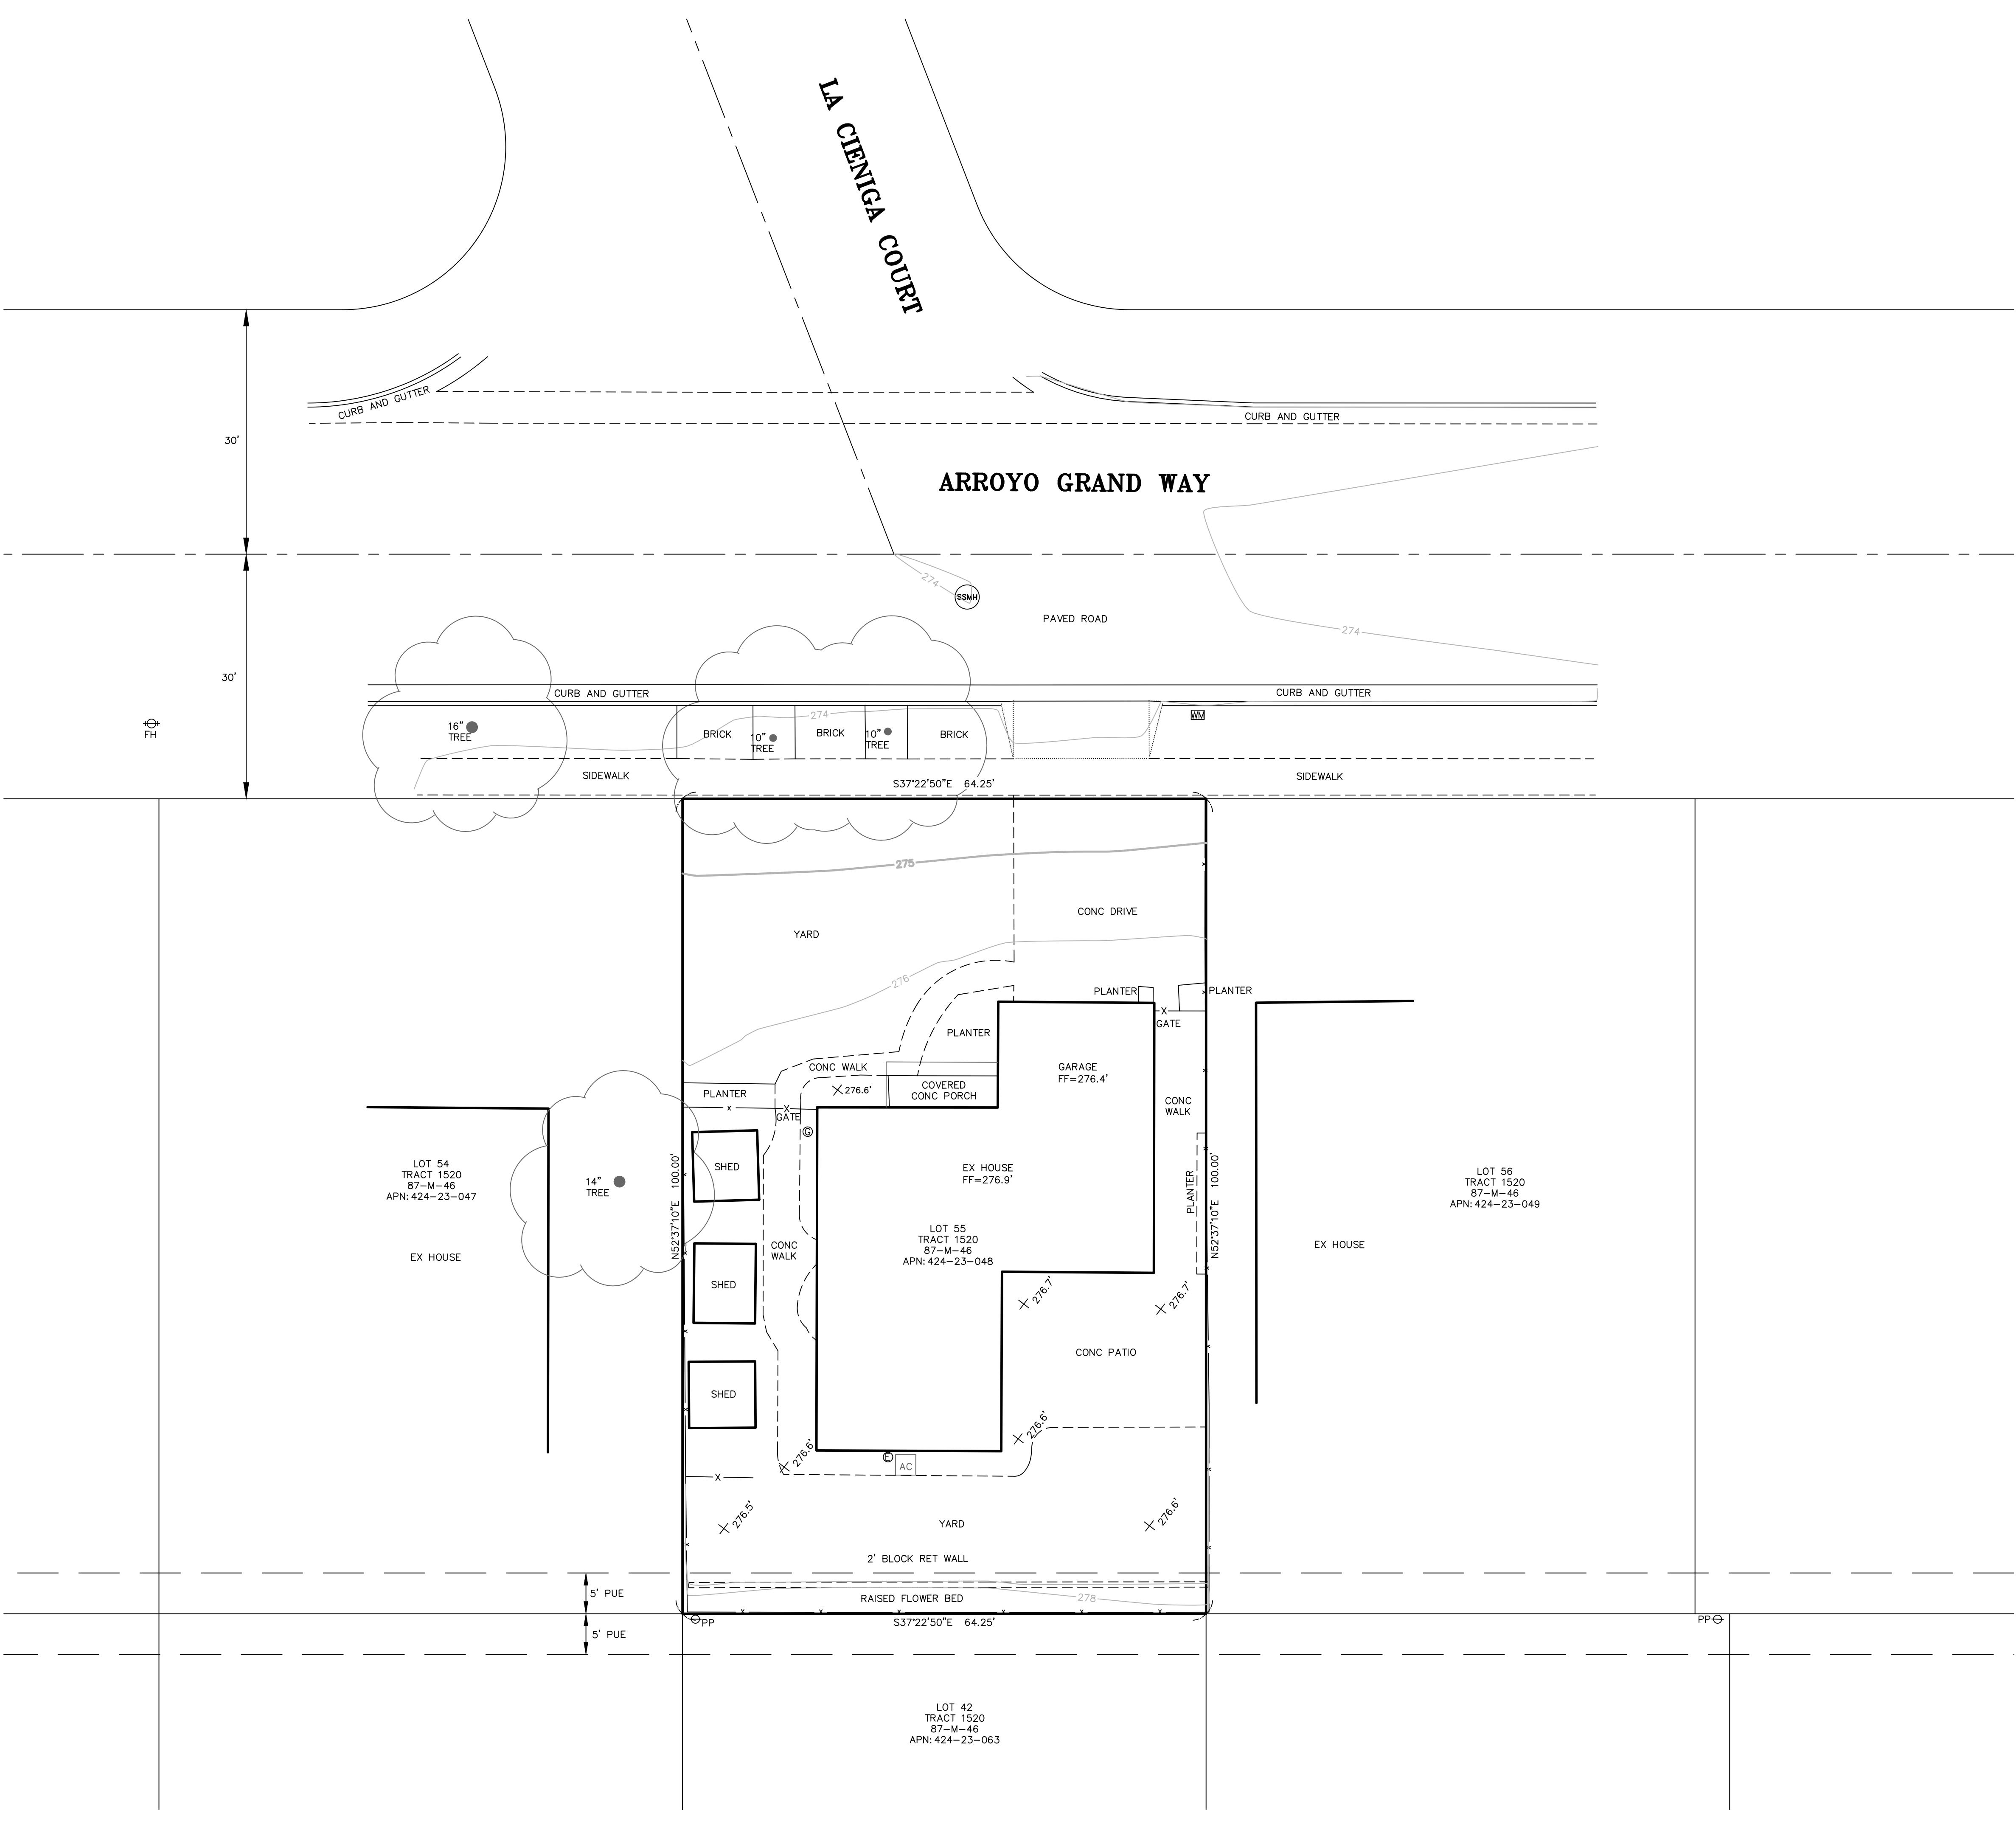 LA CIENIGA COURT
CURB AND GUTTER
CURB AND GUTTER
30'
ARROYO GRAND WAY
274
SSMH
PAVED ROAD
274
30'
CURB AND GUTTER
CURB AND GUTTER
FH
16"
TREE
BRICK
10"
TREE
274
BRICK
10"
TREE
BRICK
WM
SIDEWALK
SIDEWALK
S37°22'50"E 64.25'
275
CONC DRIVE
YARD
276
PLANTER
PLANTER
GATE
PLANTER
CONC WALK
GARAGE
FF=276.4'
276.6'
COVERED
CONC PORCH
PLANTER
GATE
G
CONC
WALK
SHED
EX HOUSE
FF=276.9'
LOT 54
TRACT 1520
87-M-46
APN: 424-23-047
14"
TREE
N52°37'10"E 100.00'
PLANTER
N52°37'10"E 100.00'
LOT 56
TRACT 1520
87-M-46
APN: 424-23-049
LOT 55
TRACT 1520
87-M-46
APN: 424-23-048
EX HOUSE
CONC
WALK
EX HOUSE
SHED
276.7'
276.7'
CONC PATIO
SHED
276.6'
276.6'
E
AC
276.5'
276.6'
YARD
2' BLOCK RET WALL
5' PUE
RAISED FLOWER BED
278
PP
S37°22'50"E 64.25'
PP
5' PUE
LOT 42
TRACT 1520
87-M-46
APN: 424-23-063